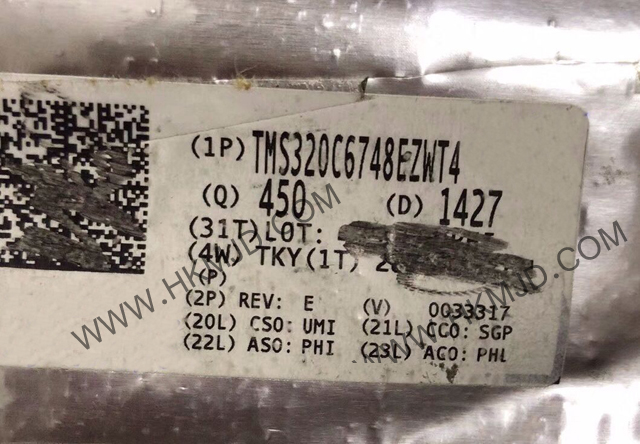 (1P) TMS320C6748EZWT4
(Q) 450 (D) 1427
(31T)LOT:
(4W) TKY(1T)
(P)
(2P) REV: E (V) 0033317
(20L) CSO: UMI (21L) CCO: SGP
(22L) ASO: PHI (23L) ACO: PHI
WWW.HKMJD.COM
WWW.HKMJD.COM